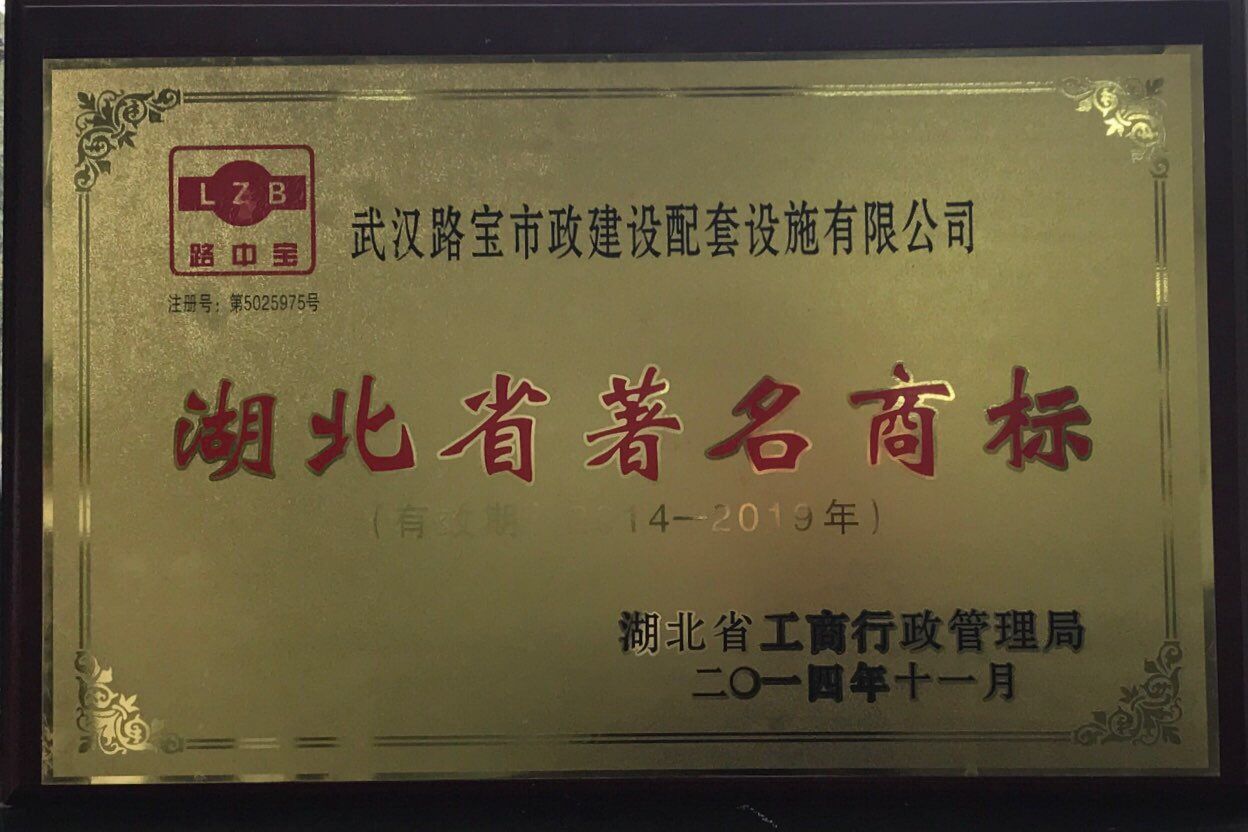 LZB
路中宝
注册号：第5025975号
武汉路宝市政建设配套设施有限公司
湖北省著名商标
（有效期 2014—2019年）
湖北省工商行政管理局
二〇一四年十一月